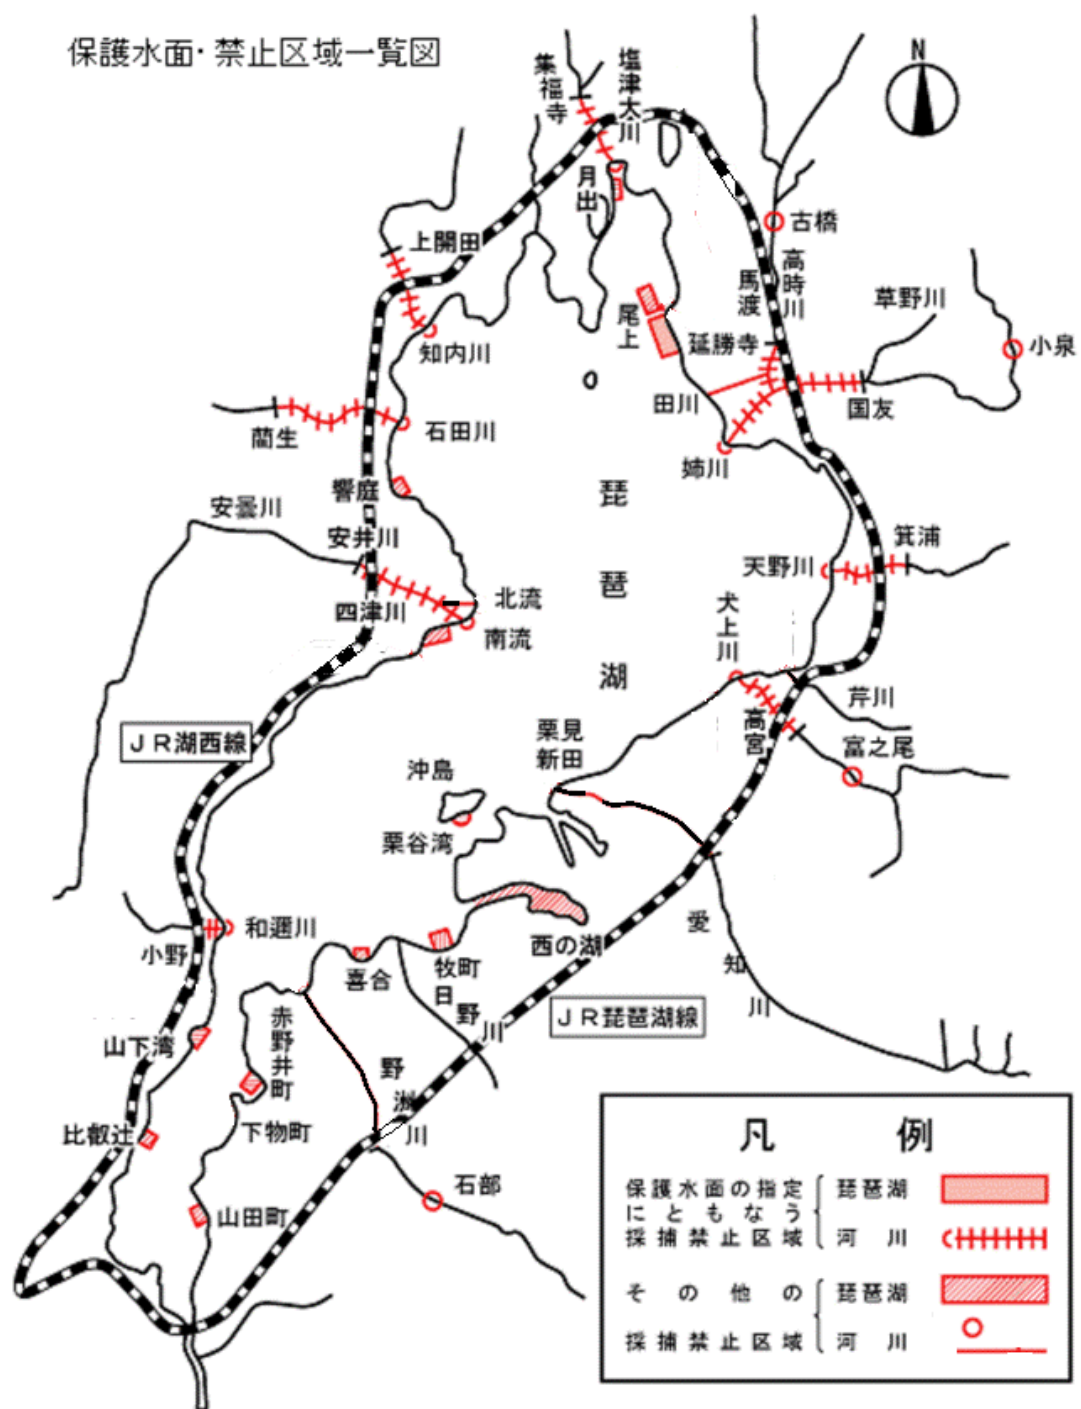 保護水面・禁止区域一覧図
N
集福寺
塩津大川
月出
古橋
上開田
高時川
馬渡
草野川
尾上
延勝寺
小泉
知内川
田川
国友
石田川
藺生
姉川
響庭
琵琶湖
安曇川
安井川
箕浦
天野川
北流
四津川
犬上川
南流
芹川
高宮
栗見
新田
富之尾
JR湖西線
沖島
栗谷湾
愛知川
和邇川
小野
西の湖
牧町
喜合
日野川
JR琵琶湖線
赤野井町
山下湾
野洲川
下物町
比叡辻
石部
山田町
凡例
保護水面の指定
にともなう
採捕禁止区域
琵琶湖
河川
その他の
採捕禁止区域
琵琶湖
河川